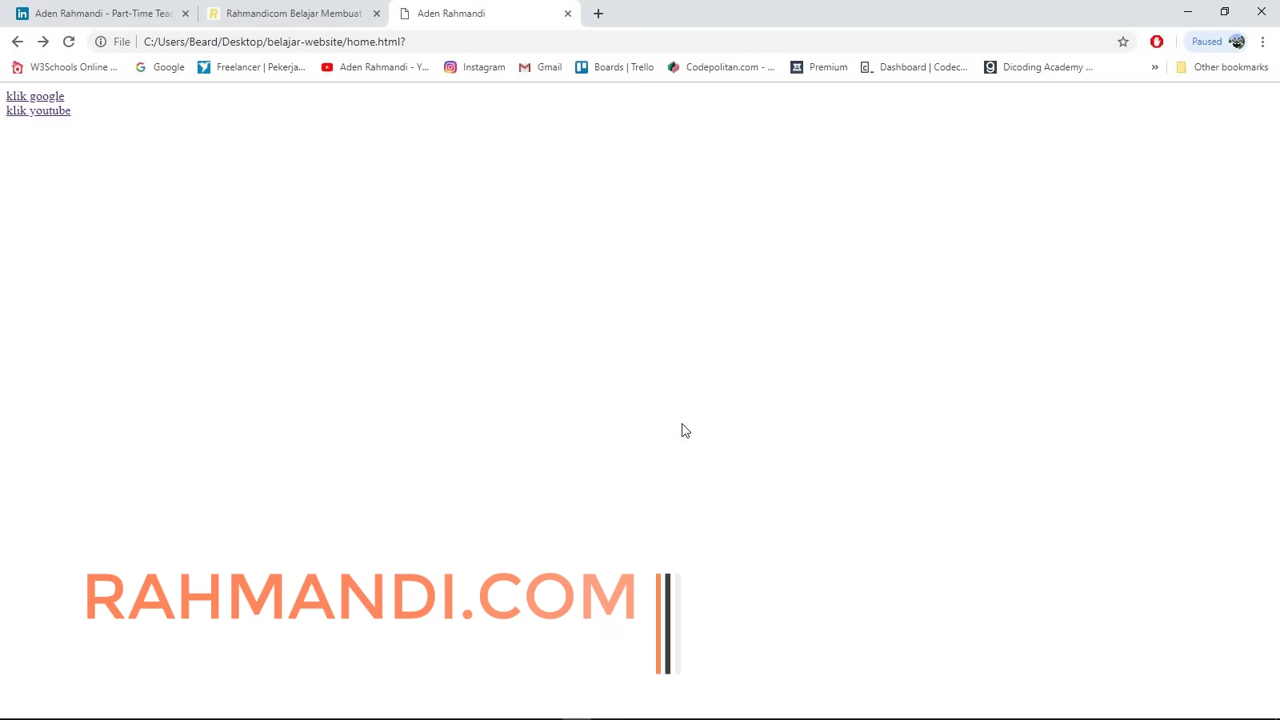 Aden Rahmandi - Part-Time Teac
Rahmandicom Belajar Membuat
Aden Rahmandi
File
C:/Users/Beard/Desktop/belajar-website/home.html?
Paused
W3Schools Online ...
Google
Freelancer | Pekerja...
Aden Rahmandi - Y...
Instagram
Gmail
Boards | Trello
Codepolitan.com - ...
Premium
Dashboard | Codec...
Dicoding Academy ...
»
Other bookmarks
klik google
klik youtube
RAHMANDI.COM